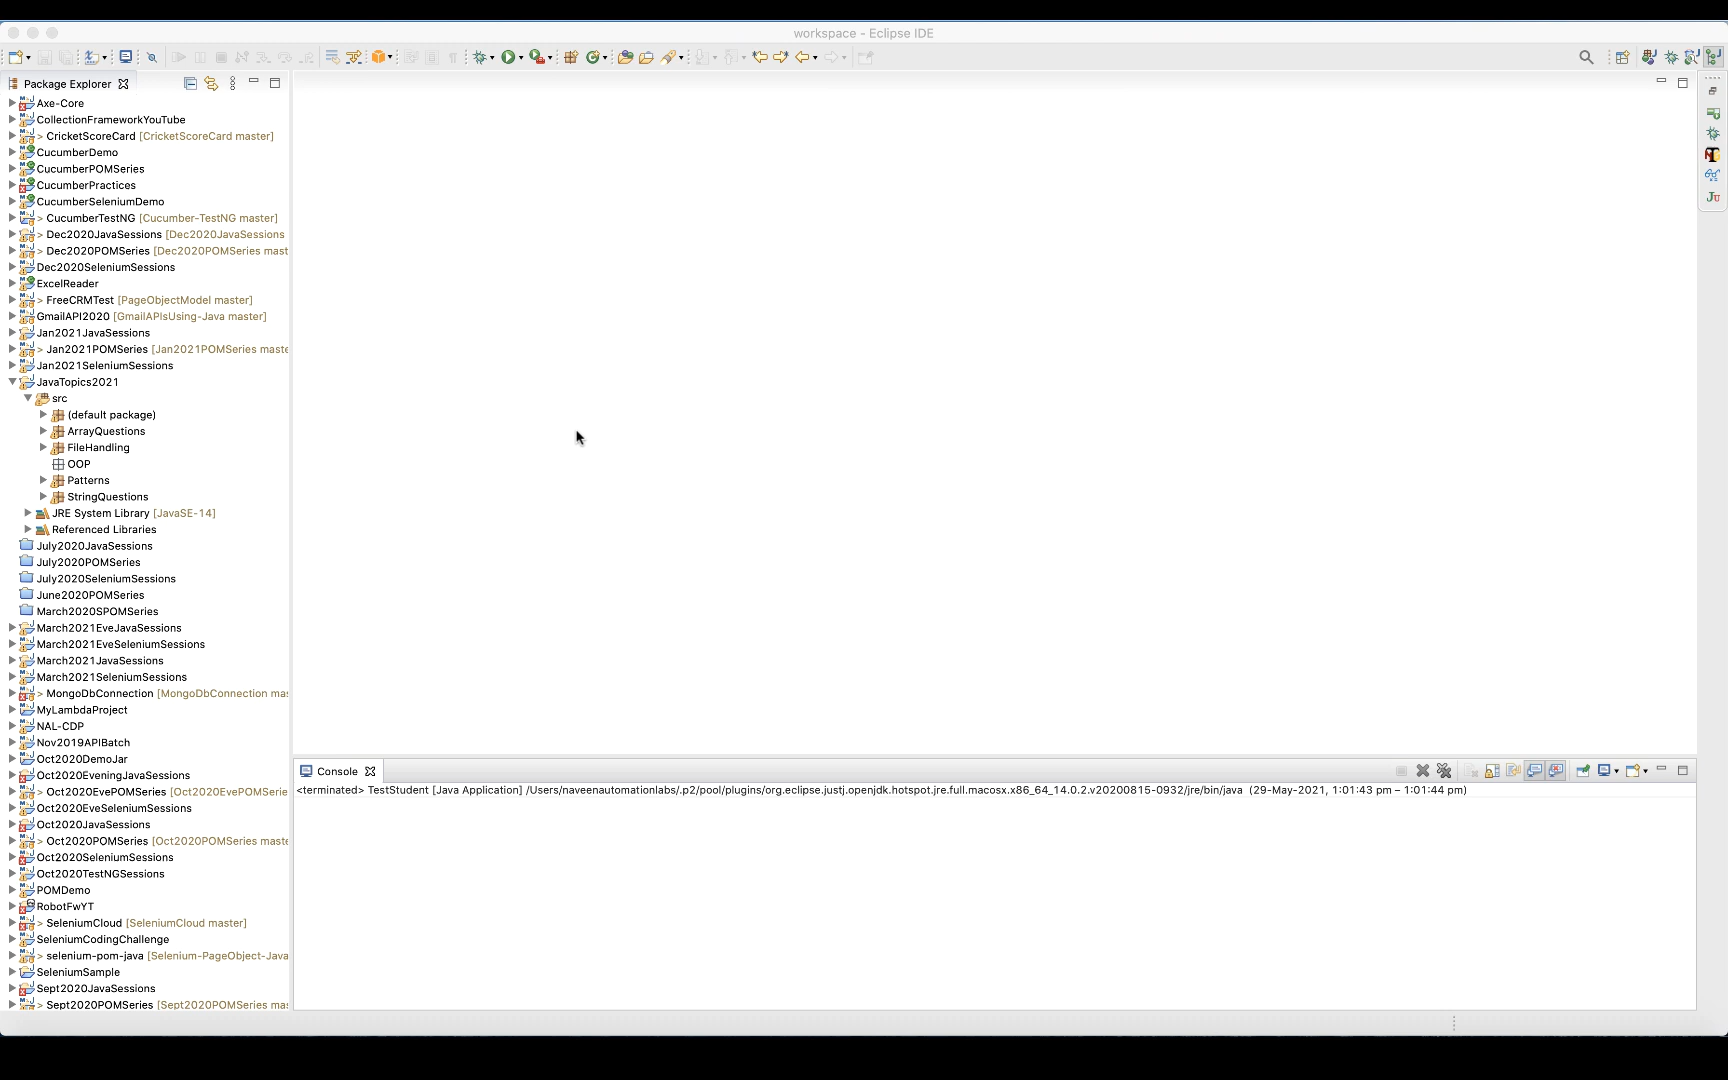 workspace - Eclipse IDE
Package Explorer
Axe-Core
CollectionFrameworkYouTube
> CricketScoreCard [CricketScoreCard master]
CucumberDemo
CucumberPOMSeries
CucumberPractices
CucumberSeleniumDemo
> CucumberTestNG [Cucumber-TestNG master]
> Dec2020JavaSessions [Dec2020JavaSessions
> Dec2020POMSeries [Dec2020POMSeries mast
Dec2020SeleniumSessions
ExcelReader
> FreeCRMTest [PageObjectModel master]
> GmailAPI2020 [GmailAPIsUsing-Java master]
Jan2021JavaSessions
> Jan2021POMSeries [Jan2021POMSeries maste
Jan2021SeleniumSessions
JavaTopics2021
src
(default package)
ArrayQuestions
FileHandling
OOP
Patterns
StringQuestions
JRE System Library [JavaSE-14]
Referenced Libraries
July2020JavaSessions
July2020POMSeries
July2020SeleniumSessions
June2020POMSeries
March2020SPOMSeries
March2021EveJavaSessions
March2021EveSeleniumSessions
March2021JavaSessions
March2021SeleniumSessions
> MongoDbConnection [MongoDbConnection mas
MyLambdaProject
NAL-CDP
Nov2019APIBatch
Oct2020DemoJar
Oct2020EveningJavaSessions
> Oct2020EvePOMSeries [Oct2020EvePOMSerie
Oct2020EveSeleniumSessions
Oct2020JavaSessions
> Oct2020POMSeries [Oct2020POMSeries maste
Oct2020SeleniumSessions
Oct2020TestNGSessions
POMDemo
RobotFwYT
> SeleniumCloud [SeleniumCloud master]
SeleniumCodingChallenge
> selenium-pom-java [Selenium-PageObject-Java
SeleniumSample
Sept2020JavaSessions
> Sept2020POMSeries [Sept2020POMSeries mas
Console
<terminated> TestStudent [Java Application] /Users/naveenautomationlabs/.p2/pool/plugins/org.eclipse.justj.openjdk.hotspot.jre.full.macosx.x86_64_14.0.2.v20200815-0932/jre/bin/java (29-May-2021, 1:01:43 pm – 1:01:44 pm)